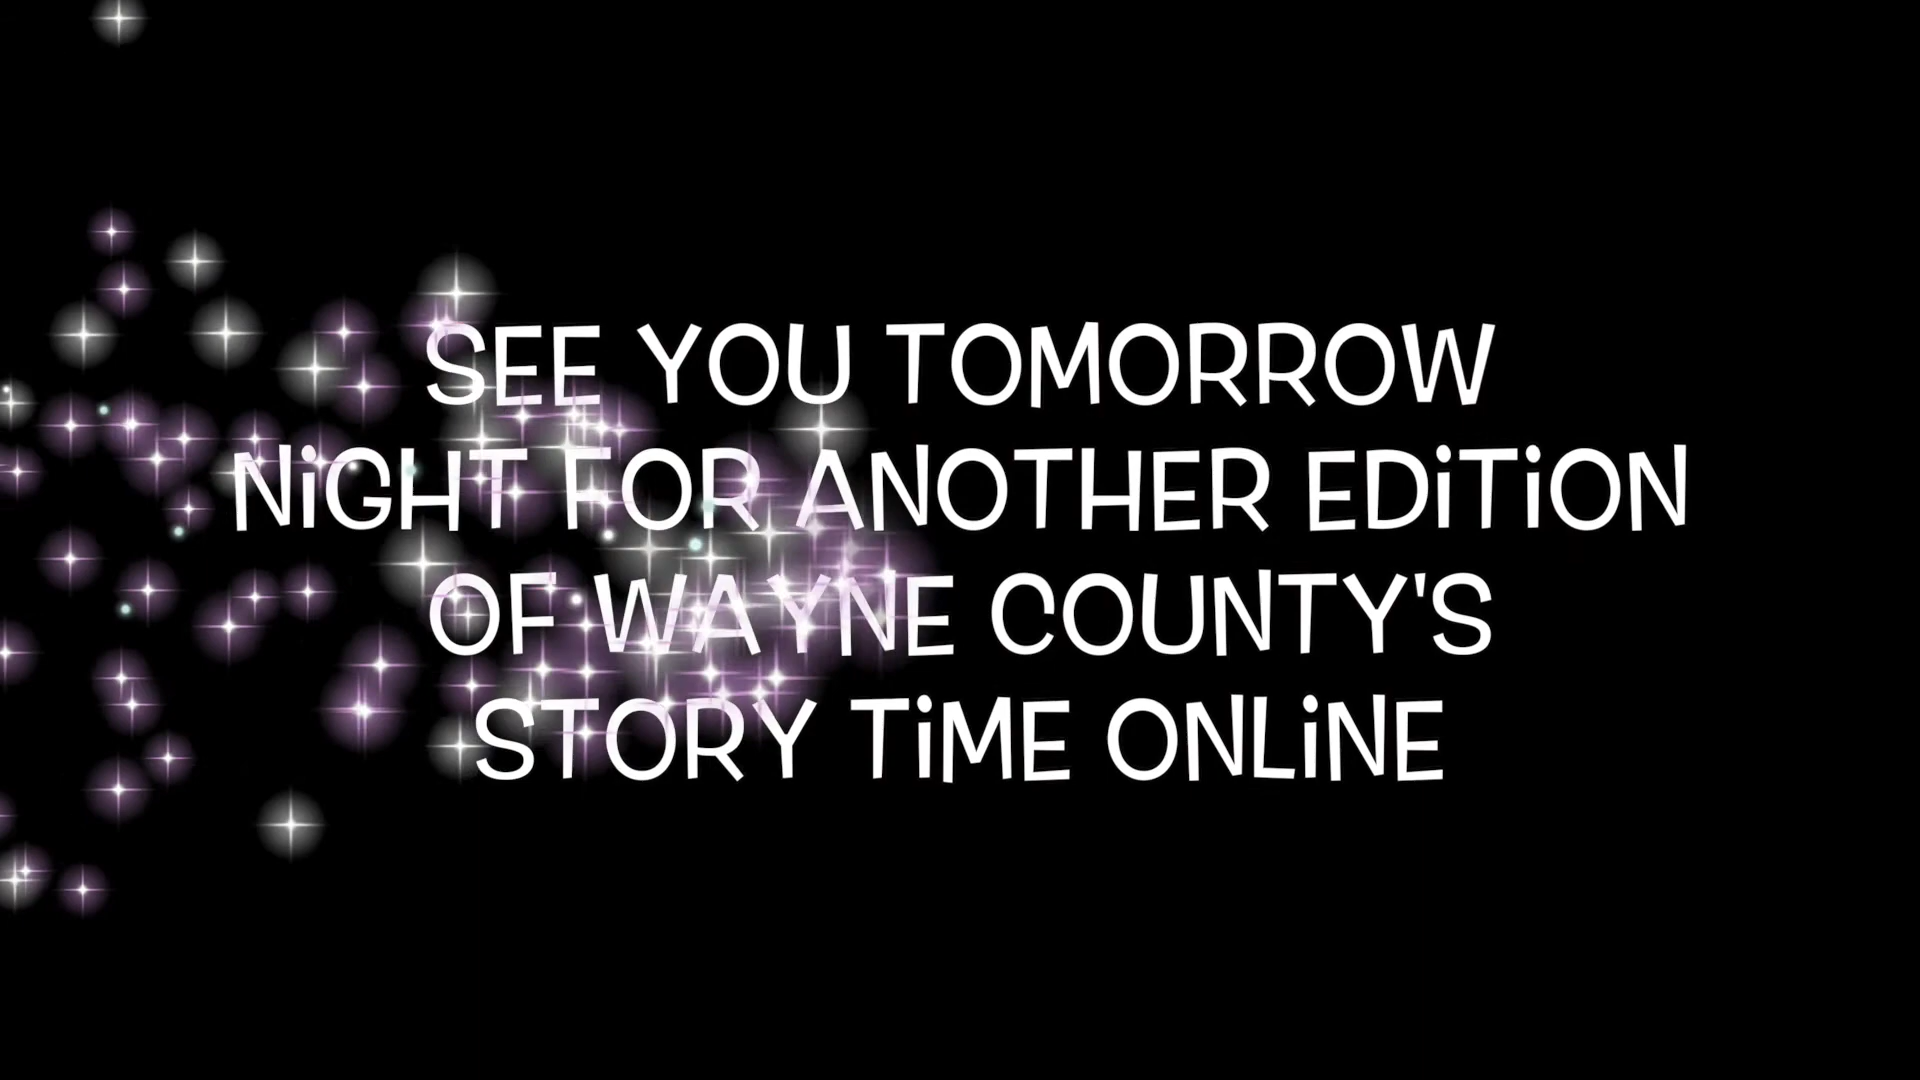 SEE YOU TOMORROW
NiGHT FOR ANOTHER EDiTiON
OF WAYNE COUNTY'S
STORY TiME ONLiNE